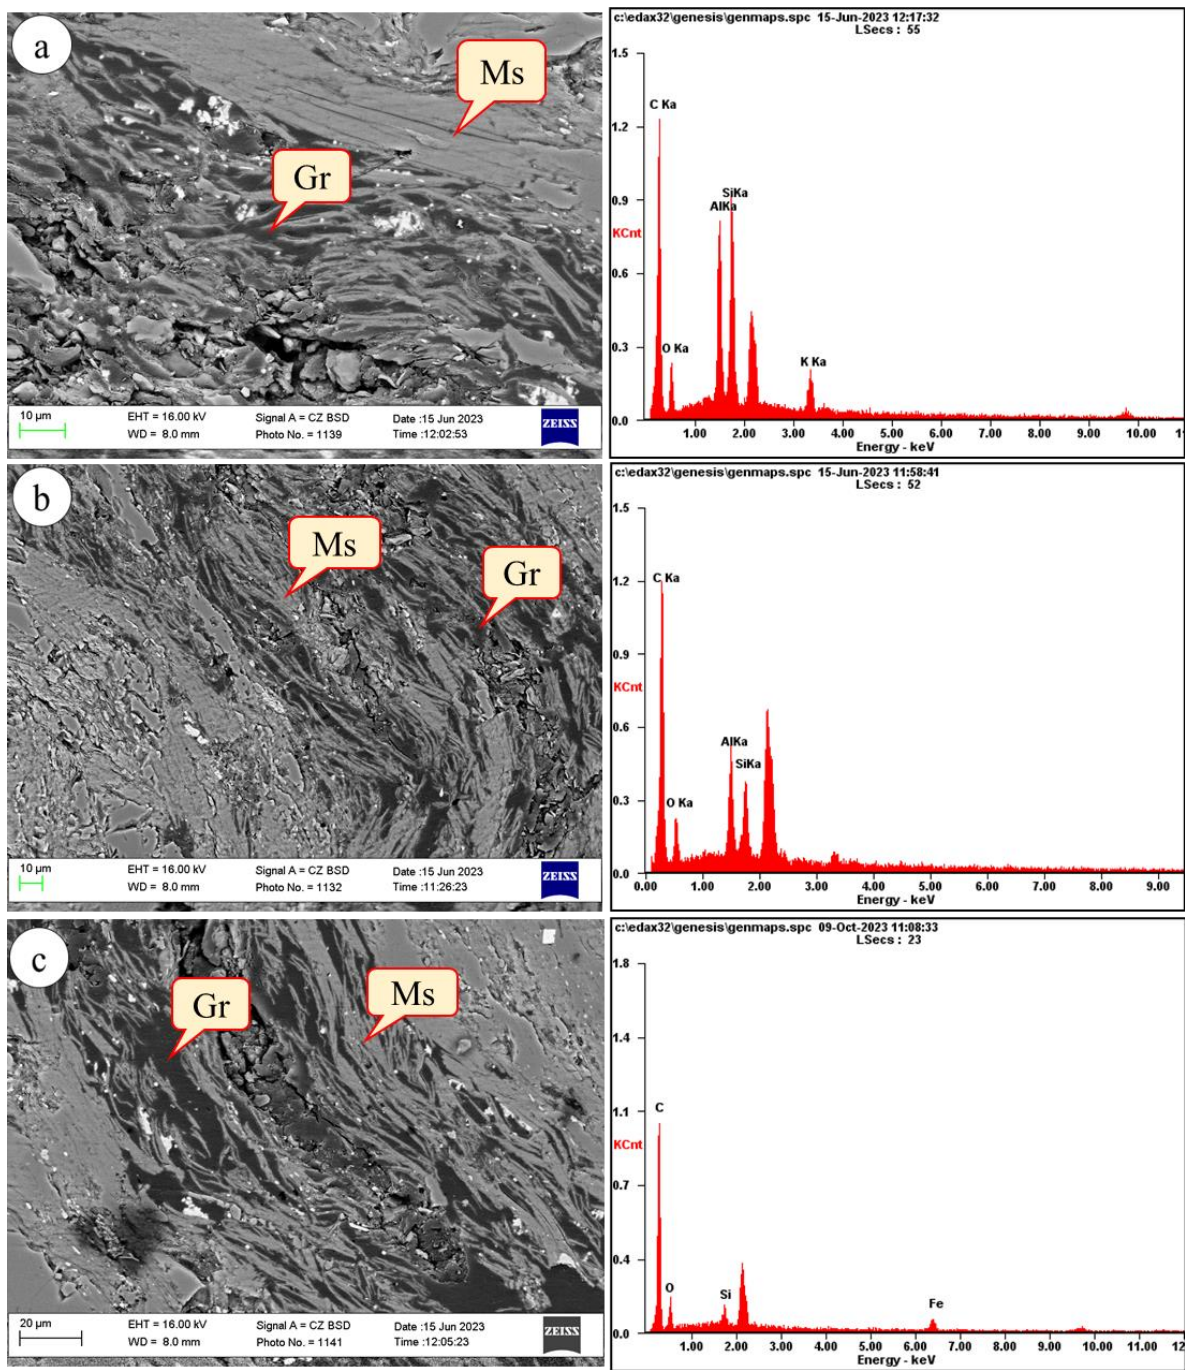 a
Ms
Gr
10 µm
EHT = 16.00 kV
Signal A = CZ BSD
Date :15 Jun 2023
WD = 8.0 mm
Photo No. = 1139
Time :12:02:53
ZEISS
c:\edax32\genesis\genmaps.spc 15-Jun-2023 12:17:32
LSecs : 55
1.5
1.2
0.9
KCnt
0.6
0.3
0.0
C Ka
O Ka
AlKa
SiKa
K Ka
1.00 2.00 3.00 4.00 5.00 6.00 7.00 8.00 9.00 10.00 11
Energy - keV
b
Ms
Gr
10 µm
EHT = 16.00 kV
Signal A = CZ BSD
Date :15 Jun 2023
WD = 8.0 mm
Photo No. = 1132
Time :11:26:23
ZEISS
c:\edax32\genesis\genmaps.spc 15-Jun-2023 11:58:41
LSecs : 52
1.5
1.2
0.9
KCnt
0.6
0.3
0.0
C Ka
O Ka
AlKa
SiKa
0.00 1.00 2.00 3.00 4.00 5.00 6.00 7.00 8.00 9.00
Energy - keV
c
Gr
Ms
20 µm
EHT = 16.00 kV
Signal A = CZ BSD
Date :15 Jun 2023
WD = 8.0 mm
Photo No. = 1141
Time :12:05:23
ZEISS
c:\edax32\genesis\genmaps.spc 09-Oct-2023 11:08:33
LSecs : 23
1.8
1.4
1.1
KCnt
0.7
0.4
0.0
C
O
Si
Fe
1.00 2.00 3.00 4.00 5.00 6.00 7.00 8.00 9.00 10.00 11.00 12
Energy - keV